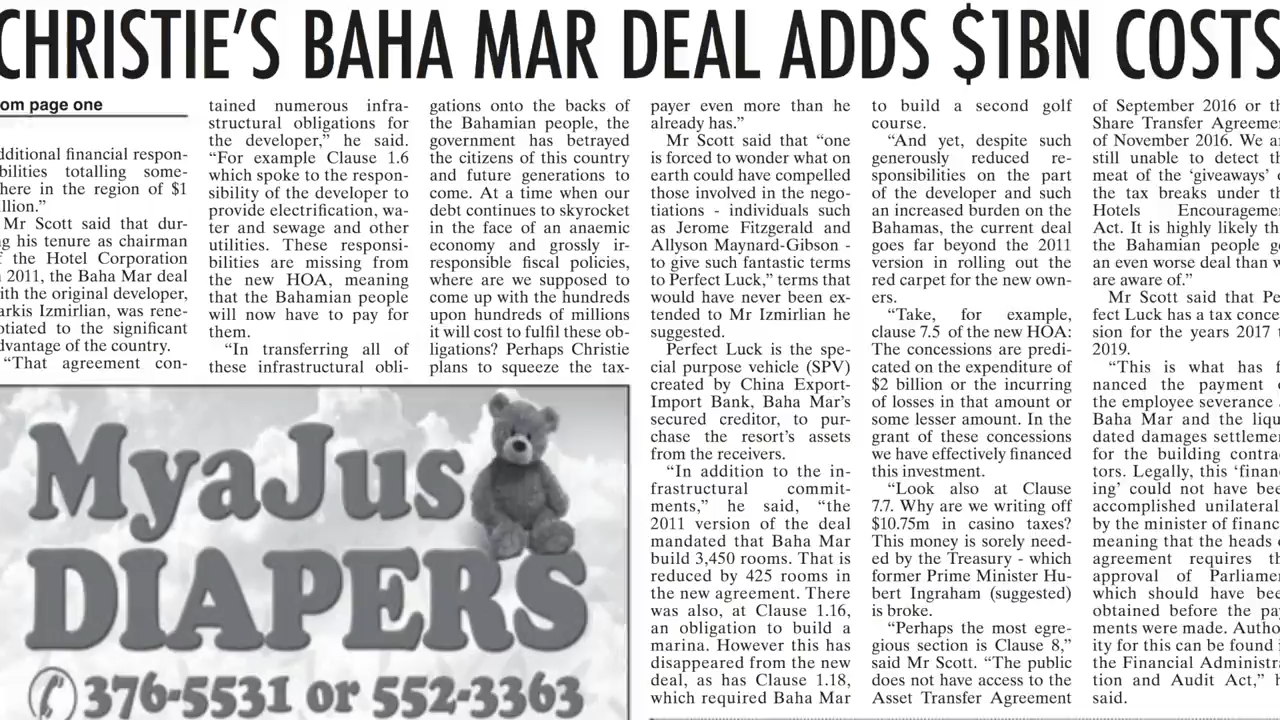 CHRISTIE'S BAHA MAR DEAL ADDS $1BN COSTS
om page one
dditional financial respon-
bilities totalling some-
here in the region of $1
llion."
Mr Scott said that dur-
g his tenure as chairman
f the Hotel Corporation
2011, the Baha Mar deal
ith the original developer,
arkis Izmirlian, was rene-
otiated to the significant
dvantage of the country.
"That agreement con-
tained numerous infra-
structural obligations for
the developer," he said.
"For example Clause 1.6
which spoke to the respon-
sibility of the developer to
provide electrification, wa-
ter and sewage and other
utilities. These responsi-
bilities are missing from
the new HOA, meaning
that the Bahamian people
will now have to pay for
them.
"In transferring all of
these infrastructural obli-
gations onto the backs of
the Bahamian people, the
government has betrayed
the citizens of this country
and future generations to
come. At a time when our
debt continues to skyrocket
in the face of an anaemic
economy and grossly ir-
responsible fiscal policies,
where are we supposed to
come up with the hundreds
upon hundreds of millions
it will cost to fulfil these ob-
ligations? Perhaps Christie
plans to squeeze the tax-
payer even more than he
already has."
Mr Scott said that "one
is forced to wonder what on
earth could have compelled
those involved in the nego-
tiations - individuals such
as Jerome Fitzgerald and
Allyson Maynard-Gibson -
to give such fantastic terms
to Perfect Luck," terms that
would have never been ex-
tended to Mr Izmirlian he
suggested.
Perfect Luck is the spe-
cial purpose vehicle (SPV)
created by China Export-
Import Bank, Baha Mar's
secured creditor, to pur-
chase the resort's assets
from the receivers.
"In addition to the in-
frastructural commit-
ments," he said, "the
2011 version of the deal
mandated that Baha Mar
build 3,450 rooms. That is
reduced by 425 rooms in
the new agreement. There
was also, at Clause 1.16,
an obligation to build a
marina. However this has
disappeared from the new
deal, as has Clause 1.18,
which required Baha Mar
to build a second golf
course.
"And yet, despite such
generously reduced re-
sponsibilities on the part
of the developer and such
an increased burden on the
Bahamas, the current deal
goes far beyond the 2011
version in rolling out the
red carpet for the new own-
ers.
"Take, for example,
clause 7.5 of the new HOA:
The concessions are predi-
cated on the expenditure of
$2 billion or the incurring
of losses in that amount or
some lesser amount. In the
grant of these concessions
we have effectively financed
this investment.
"Look also at Clause
7.7. Why are we writing off
$10.75m in casino taxes?
This money is sorely need-
ed by the Treasury - which
former Prime Minister Hu-
bert Ingraham (suggested)
is broke.
"Perhaps the most egre-
gious section is Clause 8,"
said Mr Scott. "The public
does not have access to the
Asset Transfer Agreement
of September 2016 or th
Share Transfer Agreeme
of November 2016. We a
still unable to detect th
meat of the 'giveaways'
the tax breaks under th
Hotels Encourageme
Act. It is highly likely th
the Bahamian people g
an even worse deal than w
are aware of."
Mr Scott said that Pe
fect Luck has a tax conce
sion for the years 2017
2019.
"This is what has f
nanced the payment
the employee severance
Baha Mar and the liqu
dated damages settleme
for the building contra
tors. Legally, this 'finan
ing' could not have bee
accomplished unilateral
by the minister of financ
meaning that the heads
agreement requires th
approval of Parliame
which should have bee
obtained before the pa
ments were made. Autho
ity for this can be found
the Financial Administr
tion and Audit Act," h
said.
MyaJus
DIAPERS
376-5531 or 552-3363